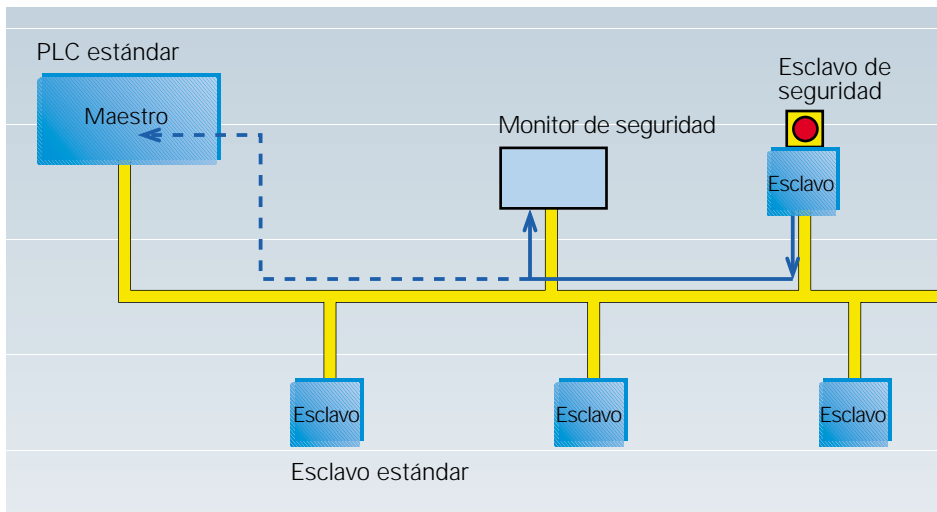 PLC estándar
Maestro
Monitor de seguridad
Esclavo de
seguridad
Esclavo
Esclavo
Esclavo
Esclavo
Esclavo estándar